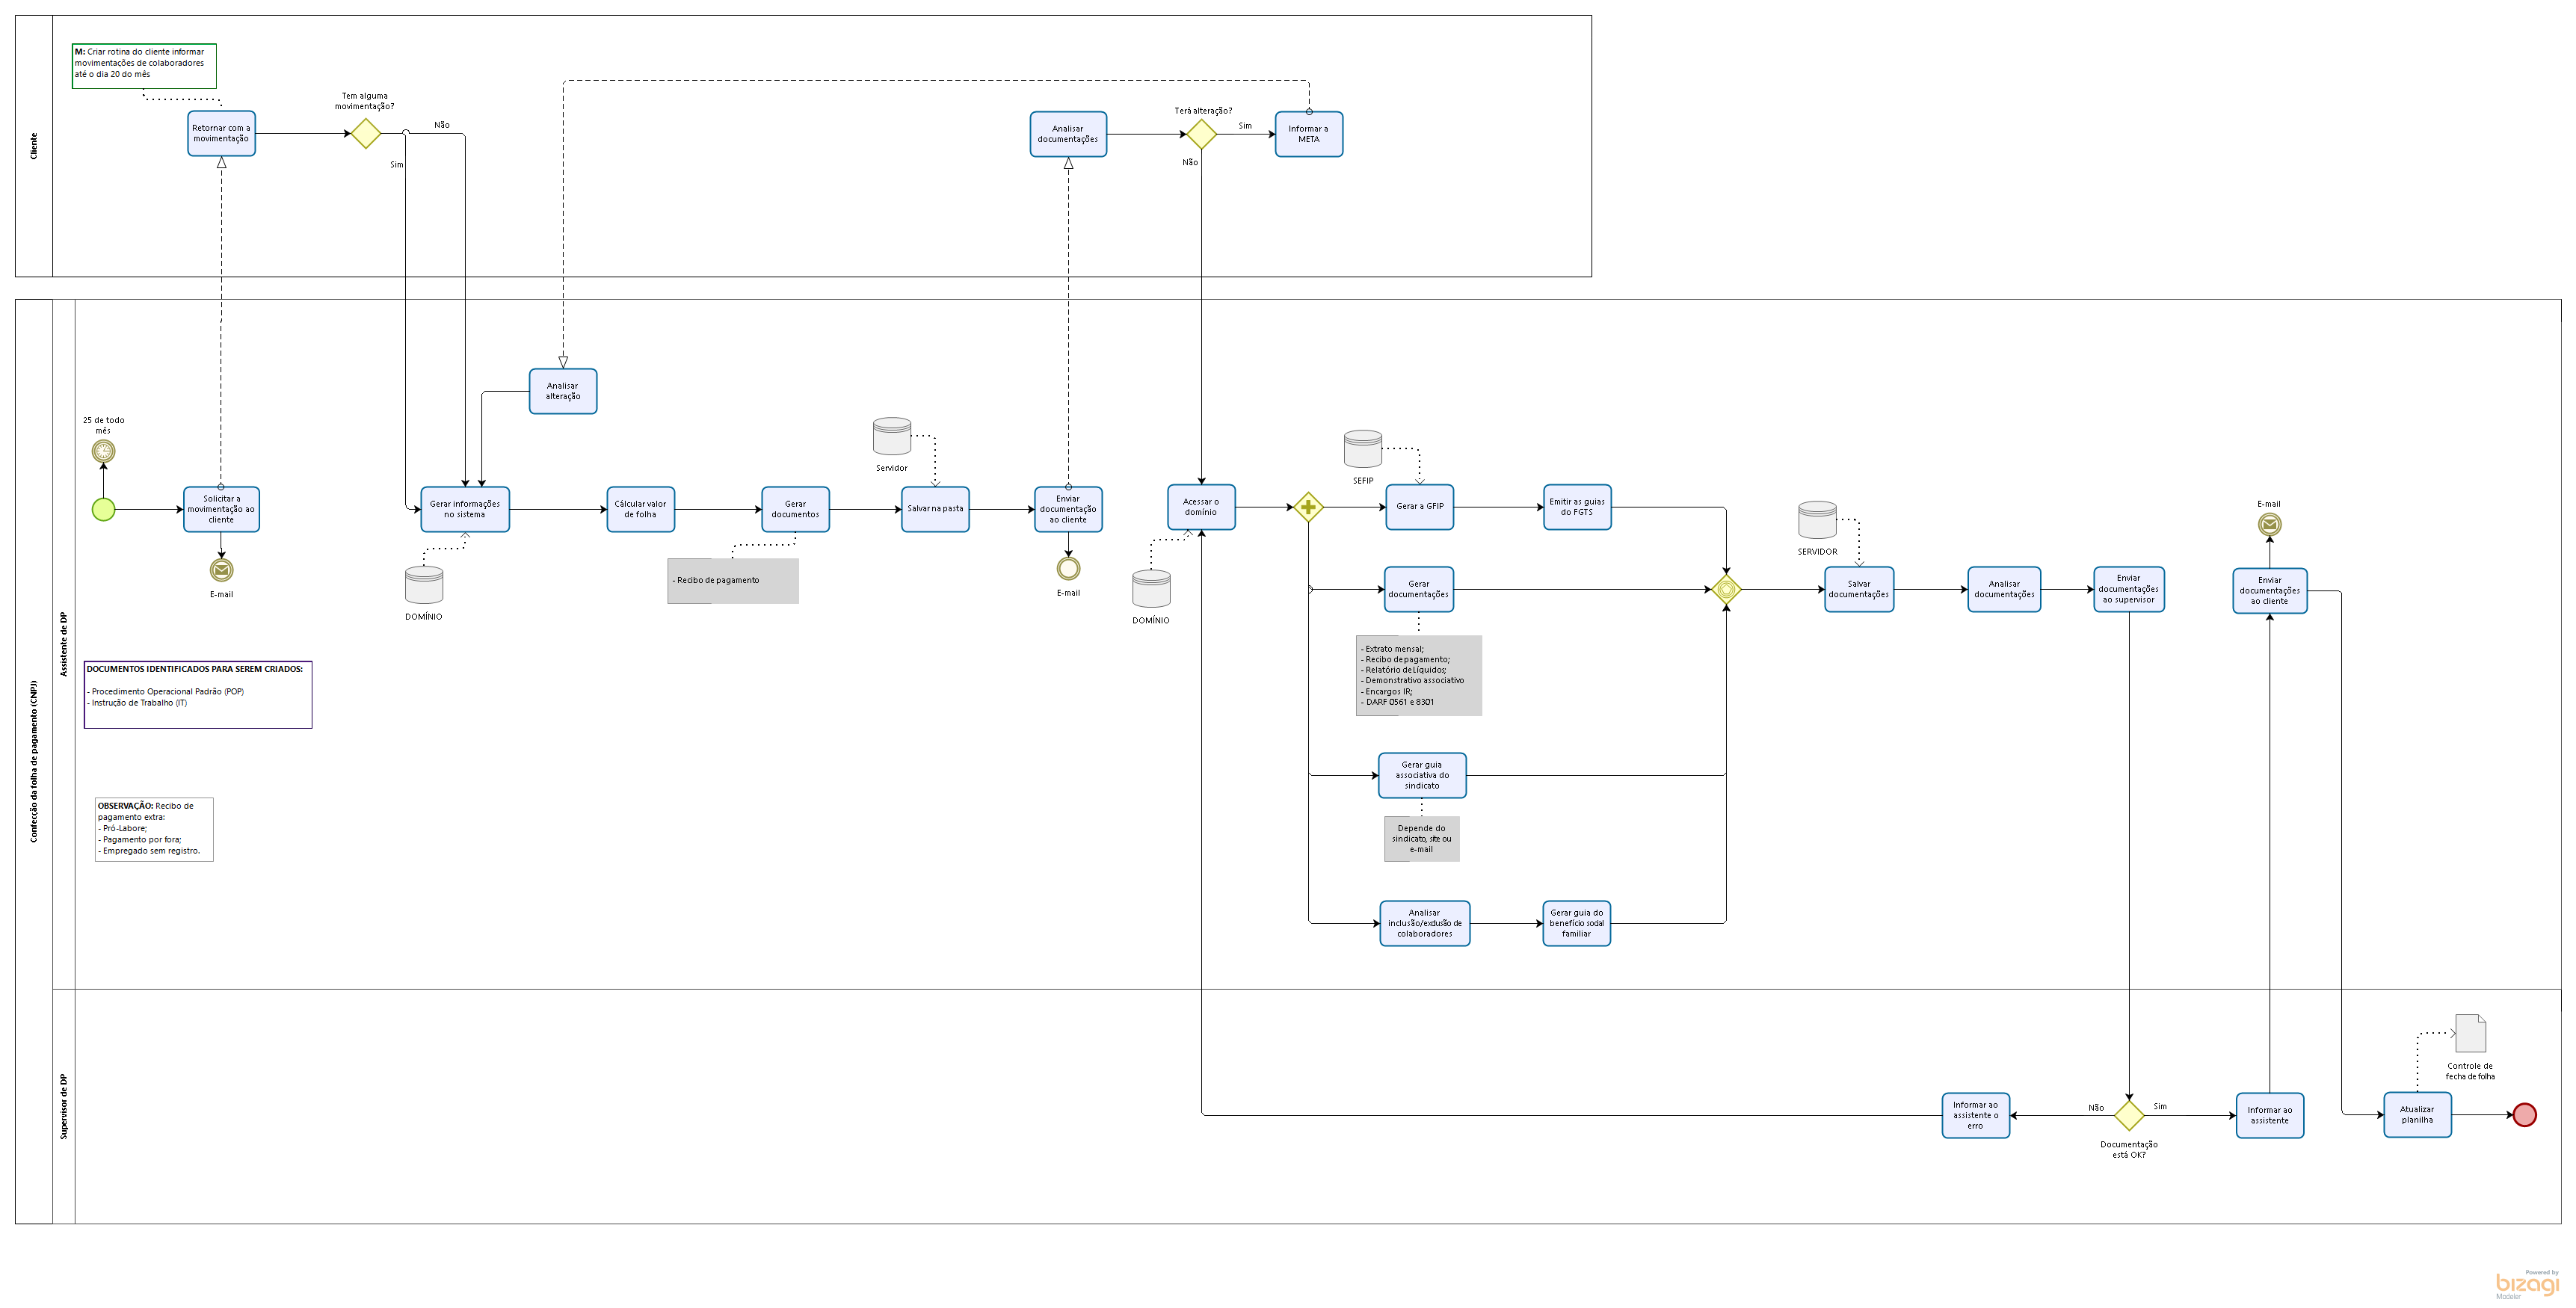 Cliente
M: Criar rotina do cliente informar
movimentações de colaboradores
até o dia 20 do mês
Retornar com a
movimentação
Tem alguma
movimentação?
Não
Sim
Analisar
documentações
Terá alteração?
Sim
Não
Informar a
META
Confecção da folha de pagamento (CNPJ)
Assistente de DP
25 de todo
mês
Solicitar a
movimentação ao
cliente
E-mail
Analisar
alteração
Gerar informações
no sistema
DOMÍNIO
Cálcular valor
de folha
Gerar
documentos
- Recibo de pagamento
Servidor
Salvar na pasta
Enviar
documentação
ao cliente
E-mail
Acessar o
domínio
DOMÍNIO
SEFIP
Gerar a GFIP
Emitir as guias
do FGTS
Gerar
documentações
- Extrato mensal;
- Recibo de pagamento;
- Relatório de Líquidos;
- Demonstrativo associativo
- Encargos IR;
- DARF 0561 e 8301
Gerar guia
associativa do
sindicato
Depende do
sindicato, site ou
e-mail
Analisar
inclusão/exclusão de
colaboradores
Gerar guia do
benefício social
familiar
SERVIDOR
Salvar
documentações
Analisar
documentações
Enviar
documentações
ao supervisor
E-mail
Enviar
documentações
ao cliente
DOCUMENTOS IDENTIFICADOS PARA SEREM CRIADOS:
- Procedimento Operacional Padrão (POP)
- Instrução de Trabalho (IT)
OBSERVAÇÃO: Recibo de
pagamento extra:
- Pró-Labore;
- Pagamento por fora;
- Empregado sem registro.
Supervisor de DP
Informar ao
assistente o
erro
Não
Sim
Documentação
está OK?
Informar ao
assistente
Atualizar
planilha
Controle de
fecha de folha
Powered by
bizagi
Modeler